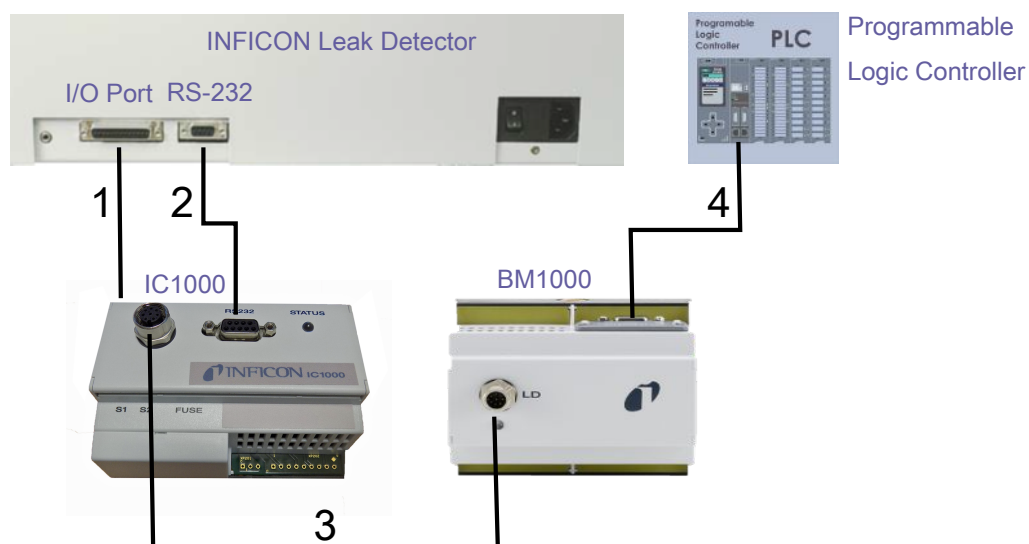 INFICON Leak Detector
I/O Port
RS-232
Programable
Logic
Controller
PLC
Programmable
Logic Controller
1
2
4
IC1000
RS232
STATUS
INFICON IC1000
S1
S2
FUSE
BM1000
LD
3